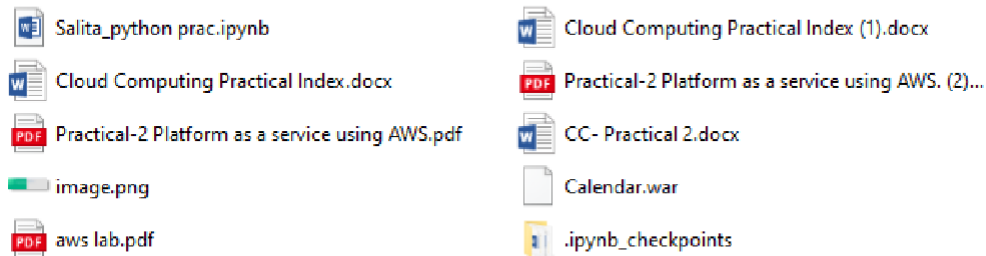 Salita_python prac.ipynb
Cloud Computing Practical Index (1).docx
Cloud Computing Practical Index.docx
Practical-2 Platform as a service using AWS. (2)...
Practical-2 Platform as a service using AWS.pdf
CC- Practical 2.docx
image.png
Calendar.war
aws lab.pdf
.ipynb_checkpoints